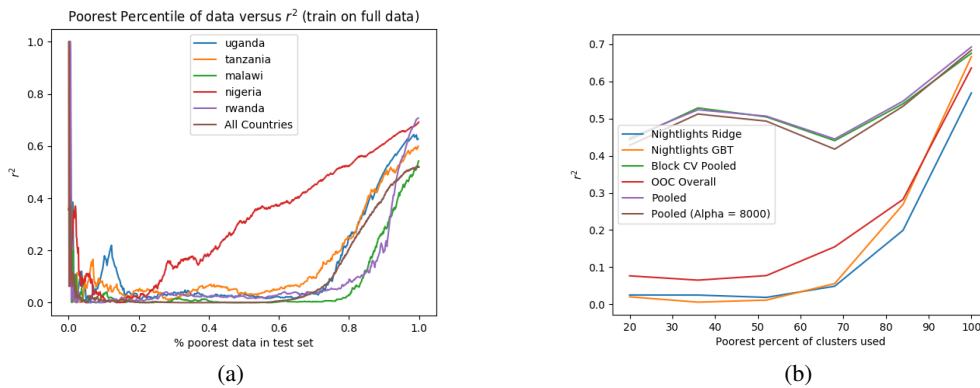 Poorest Percentile of data versus r² (train on full data)
1.0
0.8
0.6
0.4
0.2
0.0
r²
uganda
tanzania
malawi
nigeria
rwanda
All Countries
0.0 0.2 0.4 0.6 0.8 1.0
% poorest data in test set
(a)
0.7
0.6
0.5
0.4
0.3
0.2
0.1
0.0
r²
Nightlights Ridge
Nightlights GBT
Block CV Pooled
OOC Overall
Pooled
Pooled (Alpha = 8000)
20 30 40 50 60 70 80 90 100
Poorest percent of clusters used
(b)